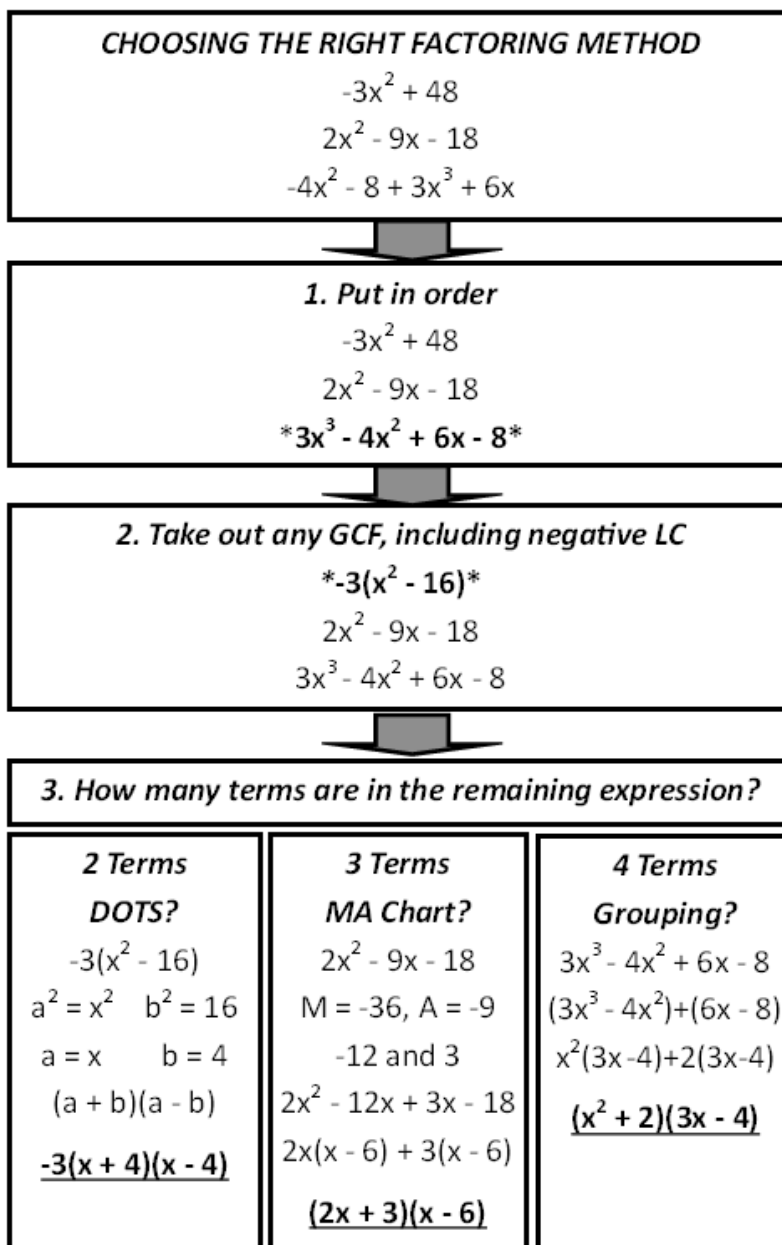 CHOOSING THE RIGHT FACTORING METHOD
-3x² + 48
2x² - 9x - 18
-4x² - 8 + 3x³ + 6x
1. Put in order
-3x² + 48
2x² - 9x - 18
*3x³ - 4x² + 6x - 8*
2. Take out any GCF, including negative LC
*-3(x² - 16)*
2x² - 9x - 18
3x³ - 4x² + 6x - 8
3. How many terms are in the remaining expression?
2 Terms
DOTS?
-3(x² - 16)
a² = x² b² = 16
a = x b = 4
(a + b)(a - b)
-3(x + 4)(x - 4)
3 Terms
MA Chart?
2x² - 9x - 18
M = -36, A = -9
-12 and 3
2x² - 12x + 3x - 18
2x(x - 6) + 3(x - 6)
(2x + 3)(x - 6)
4 Terms
Grouping?
3x³ - 4x² + 6x - 8
(3x³ - 4x²)+(6x - 8)
x²(3x-4)+2(3x-4)
(x² + 2)(3x - 4)